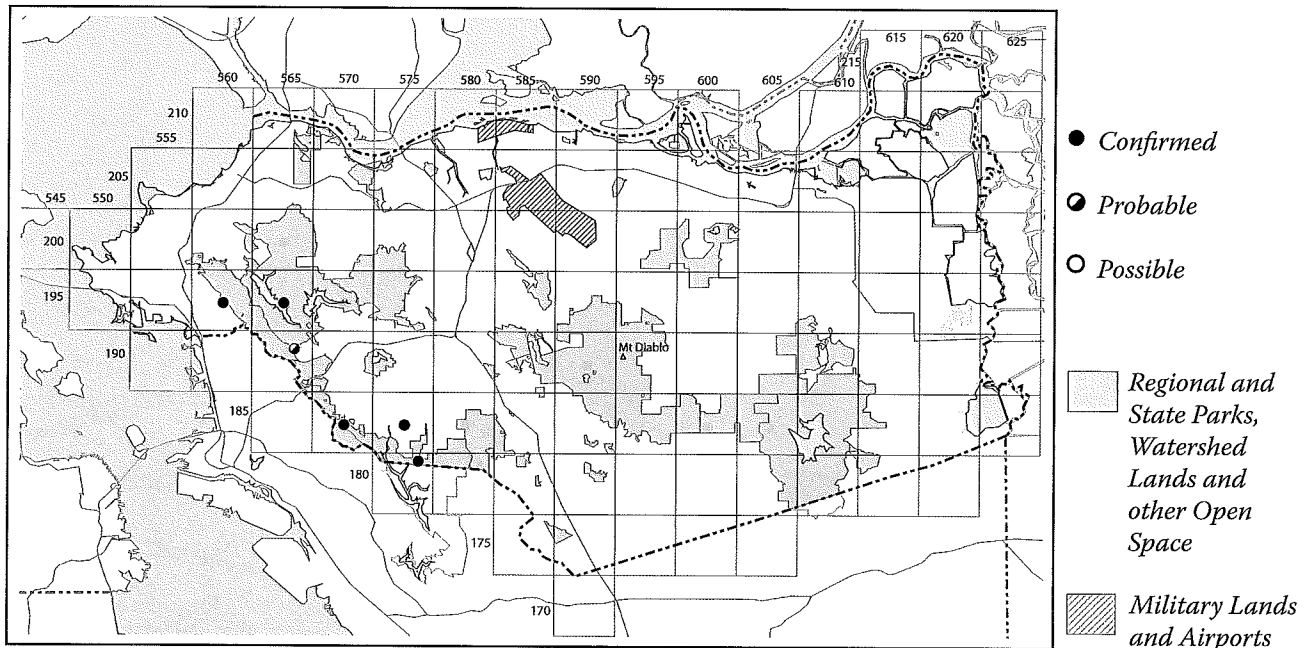 615 620 625
560 565 570 575 580 585 590 595 600 605 610 215
210
555
205
545 550
200
195
190
Mt Diablo
185
180
175
170
Confirmed
Probable
Possible
Regional and
State Parks,
Watershed
Lands and
other Open
Space
Military Lands
and Airports